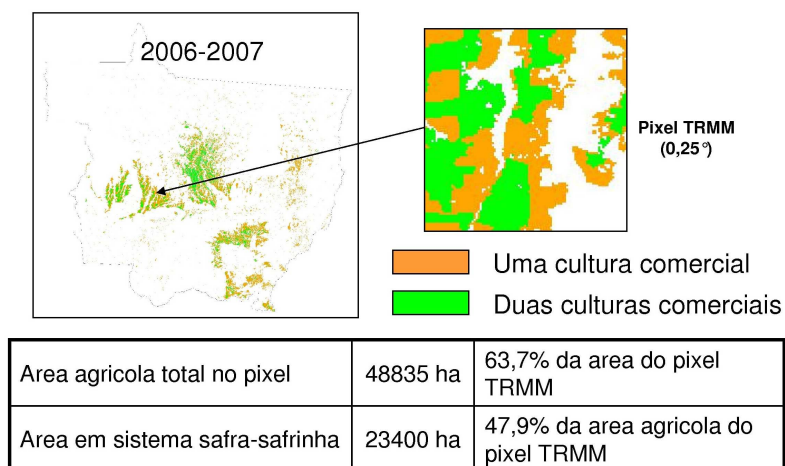 2006-2007
Pixel TRMM
(0,25°)
Uma cultura comercial
Duas culturas comerciais
Area agricola total no pixel
48835 ha
63,7% da area do pixel
TRMM
Area em sistema safra-safrinha
23400 ha
47,9% da area agricola do
pixel TRMM